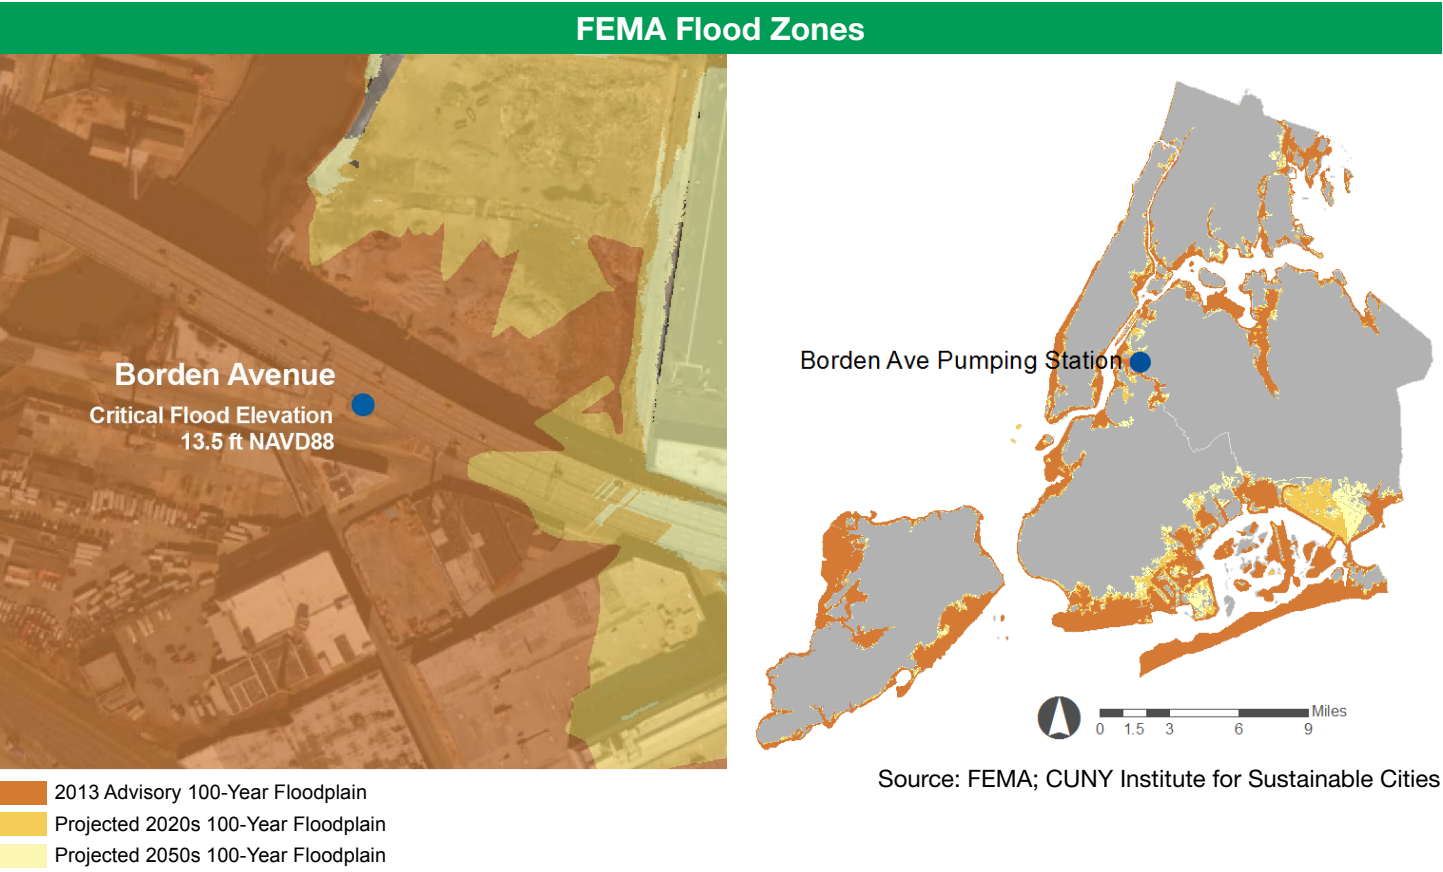 FEMA Flood Zones
Borden Avenue
Critical Flood Elevation
13.5 ft NAVD88
Borden Ave Pumping Station
Miles
0 1.5 3 6 9
Source: FEMA; CUNY Institute for Sustainable Cities
2013 Advisory 100-Year Floodplain
Projected 2020s 100-Year Floodplain
Projected 2050s 100-Year Floodplain